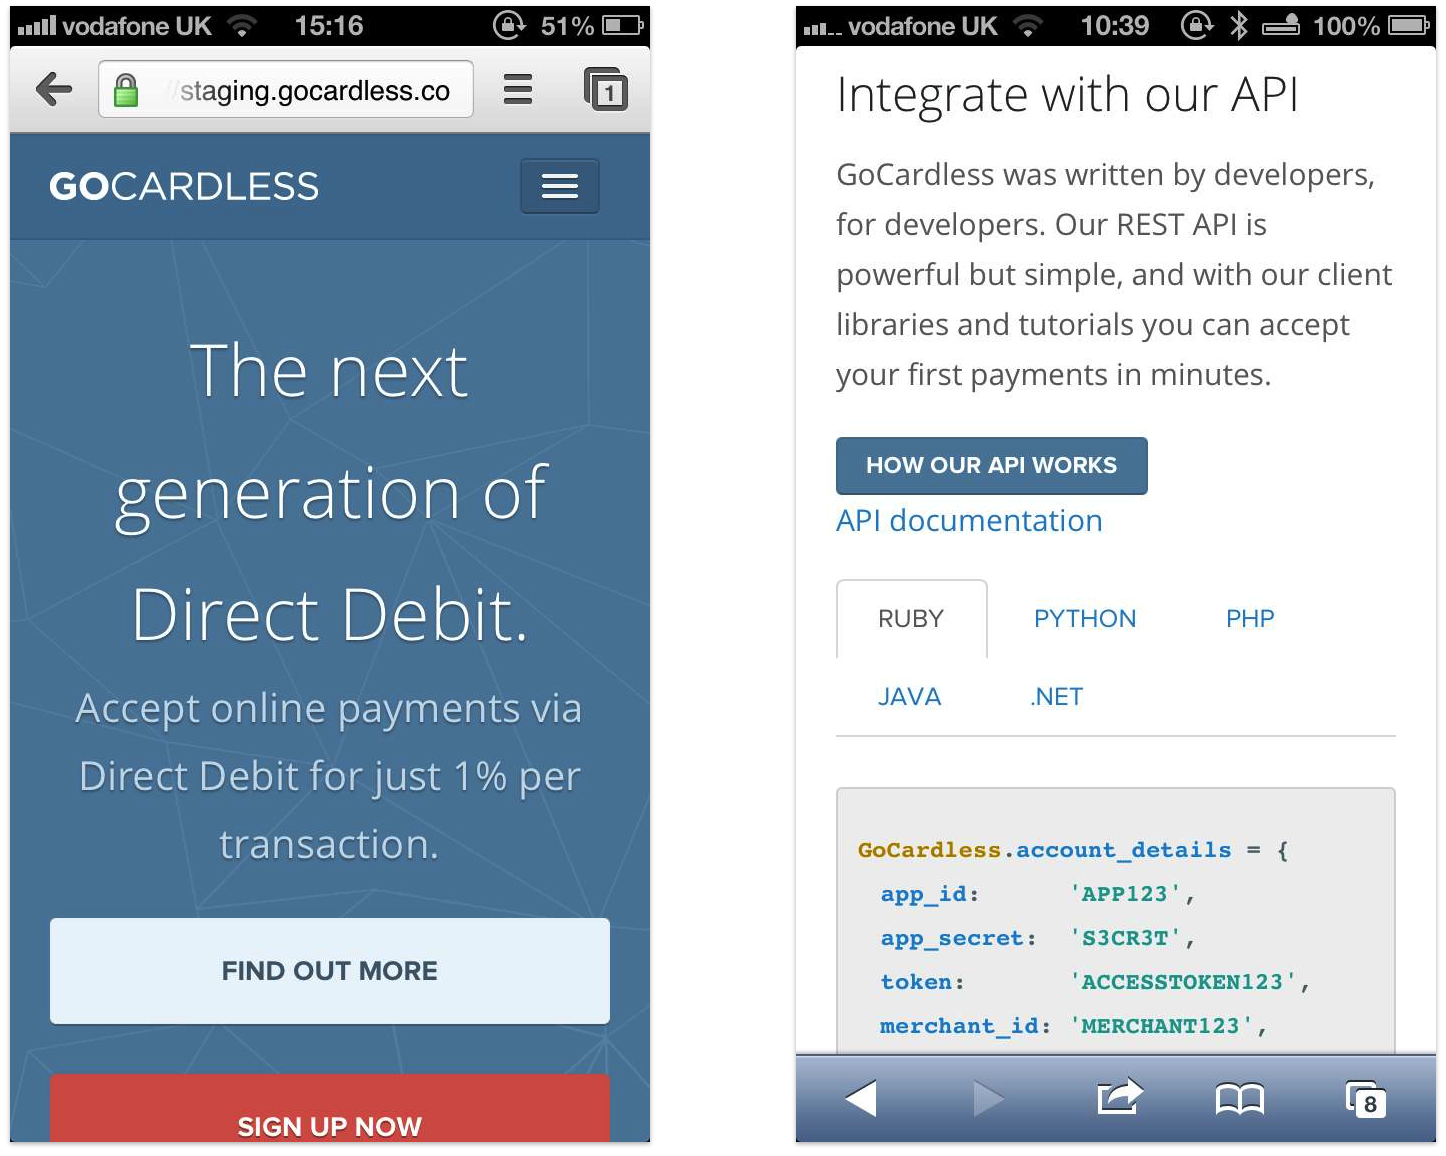 vodafone UK 15:16 51%
staging.gocardless.co
1
GOCARDLESS
The next
generation of
Direct Debit.
Accept online payments via
Direct Debit for just 1% per
transaction.
FIND OUT MORE
SIGN UP NOW
vodafone UK 10:39 100%
Integrate with our API
GoCardless was written by developers,
for developers. Our REST API is
powerful but simple, and with our client
libraries and tutorials you can accept
your first payments in minutes.
HOW OUR API WORKS
API documentation
RUBY PYTHON PHP
JAVA .NET
GoCardless.account_details = {
app_id: 'APP123',
app_secret: 'S3CR3T',
token: 'ACCESSTOKEN123',
merchant_id: 'MERCHANT123',
8